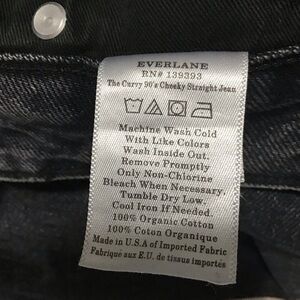 EVERLANE
RN# 139393
The Curvy 90's Cheeky Straight Jean
Machine Wash Cold
With Like Colors
Wash Inside Out.
Remove Promptly
Only Non-Chlorine
Bleach When Necessary.
Tumble Dry Low.
Cool Iron If Needed.
100% Organic Cotton
100% Coton Organique
Made in U.S.A of Imported Fabric
Fabrique aux E.U. de tissus importés